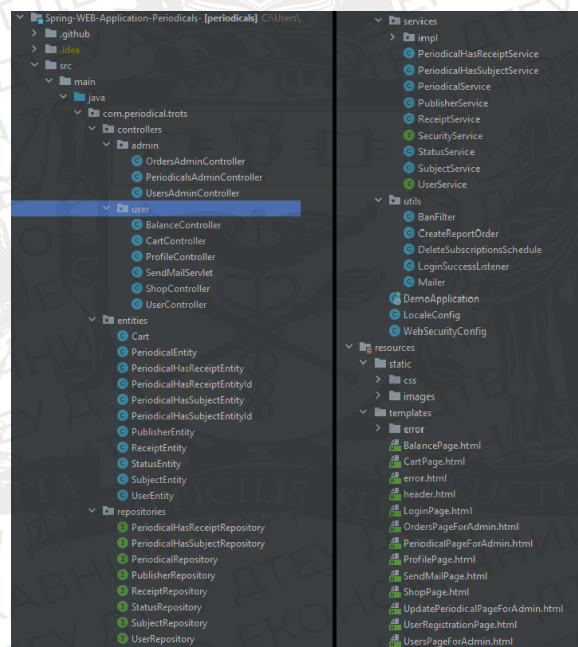 Spring-WEB-Application-Periodicals- [periodicals] C:\Users\
.github
.idea
src
main
java
com.periodical.trots
controllers
admin
OrdersAdminController
PeriodicalsAdminController
UsersAdminController
user
BalanceController
CartController
ProfileController
SendMailServlet
ShopController
UserController
entities
Cart
PeriodicalEntity
PeriodicalHasReceiptEntity
PeriodicalHasReceiptEntityId
PeriodicalHasSubjectEntity
PeriodicalHasSubjectEntityId
PublisherEntity
ReceiptEntity
StatusEntity
SubjectEntity
UserEntity
repositories
PeriodicalHasReceiptRepository
PeriodicalHasSubjectRepository
PeriodicalRepository
PublisherRepository
ReceiptRepository
StatusRepository
SubjectRepository
UserRepository
services
impl
PeriodicalHasReceiptService
PeriodicalHasSubjectService
PeriodicalService
PublisherService
ReceiptService
SecurityService
StatusService
SubjectService
UserService
utils
BanFilter
CreateReportOrder
DeleteSubscriptionsSchedule
LoginSuccessListener
Mailer
DemoApplication
LocaleConfig
WebSecurityConfig
resources
static
css
images
templates
error
BalancePage.html
CartPage.html
error.html
header.html
LoginPage.html
OrdersPageForAdmin.html
PeriodicalPageForAdmin.html
ProfilePage.html
SendMailPage.html
ShopPage.html
UpdatePeriodicalPageForAdmin.html
UserRegistrationPage.html
UsersPageForAdmin.html